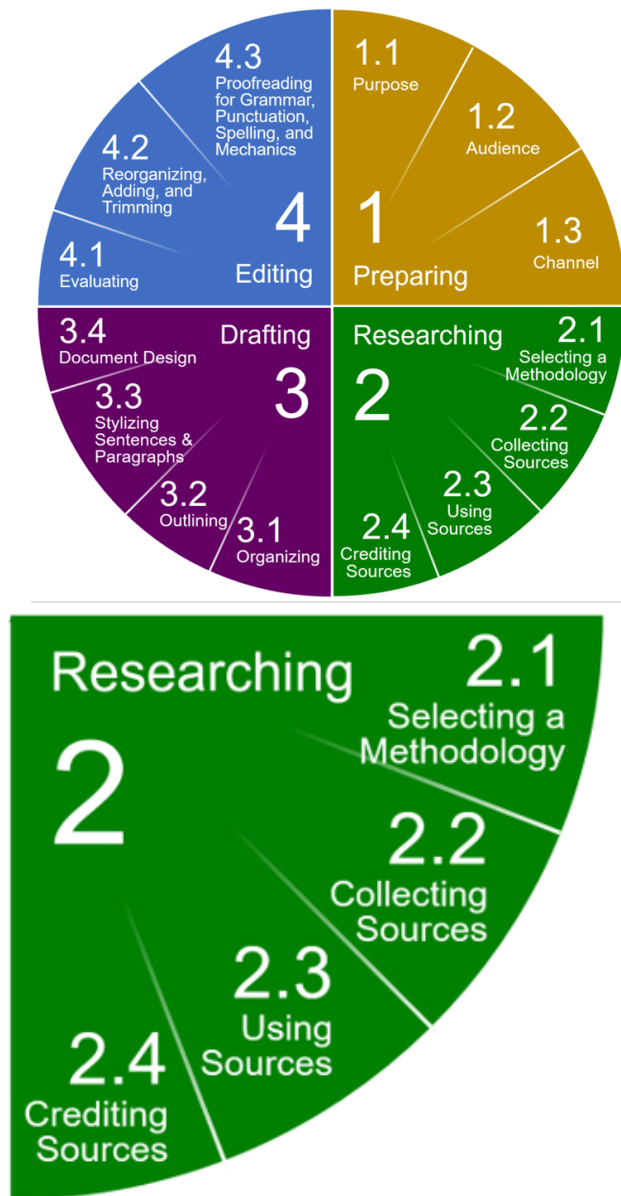 4.3
Proofreading
for Grammar,
Punctuation,
Spelling, and
Mechanics
4.2
Reorganizing,
Adding, and
Trimming
4.1
Evaluating
4
Editing
1.1
Purpose
1.2
Audience
1.3
Channel
1
Preparing
Researching
2
2.1
Selecting a
Methodology
2.2
Collecting
Sources
2.3
Using
Sources
2.4
Crediting
Sources
Drafting
3
3.1
Organizing
3.2
Outlining
3.3
Stylizing
Sentences &
Paragraphs
3.4
Document Design
Researching
2
2.1
Selecting a
Methodology
2.2
Collecting
Sources
2.3
Using
Sources
2.4
Crediting
Sources